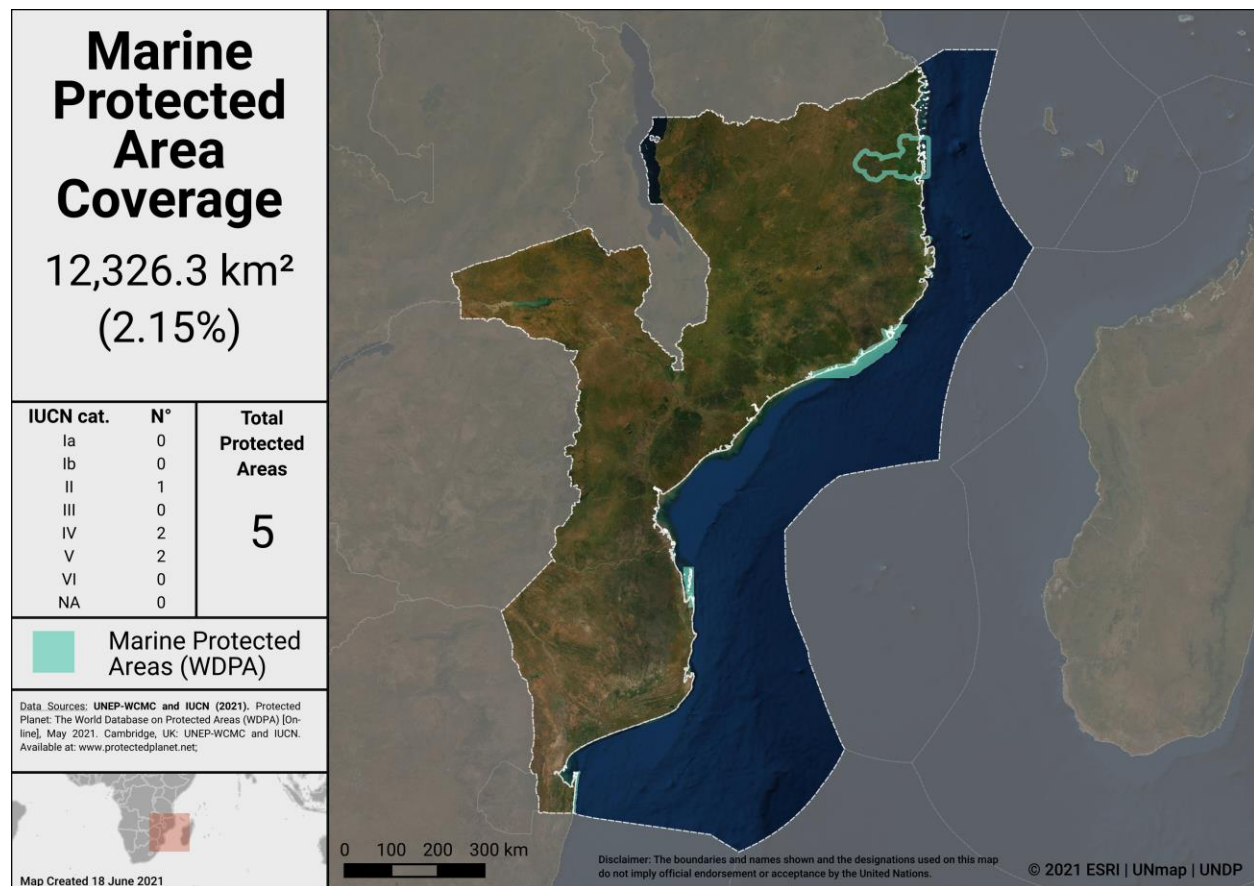 Marine
Protected
Area
Coverage
12,326.3 km²
(2.15%)
IUCN cat. N°
Ia 0
Ib 0
II 1
III 0
IV 2
V 2
VI 0
NA 0
Total
Protected
Areas
5
Marine Protected
Areas (WDPA)
Data Sources: UNEP-WCMC and IUCN (2021). Protected
Planet: The World Database on Protected Areas (WDPA) [On-
line], May 2021. Cambridge, UK: UNEP-WCMC and IUCN.
Available at: www.protectedplanet.net;
Map Created 18 June 2021
0 100 200 300 km
Disclaimer: The boundaries and names shown and the designations used on this map
do not imply official endorsement or acceptance by the United Nations.
© 2021 ESRI | UNmap | UNDP